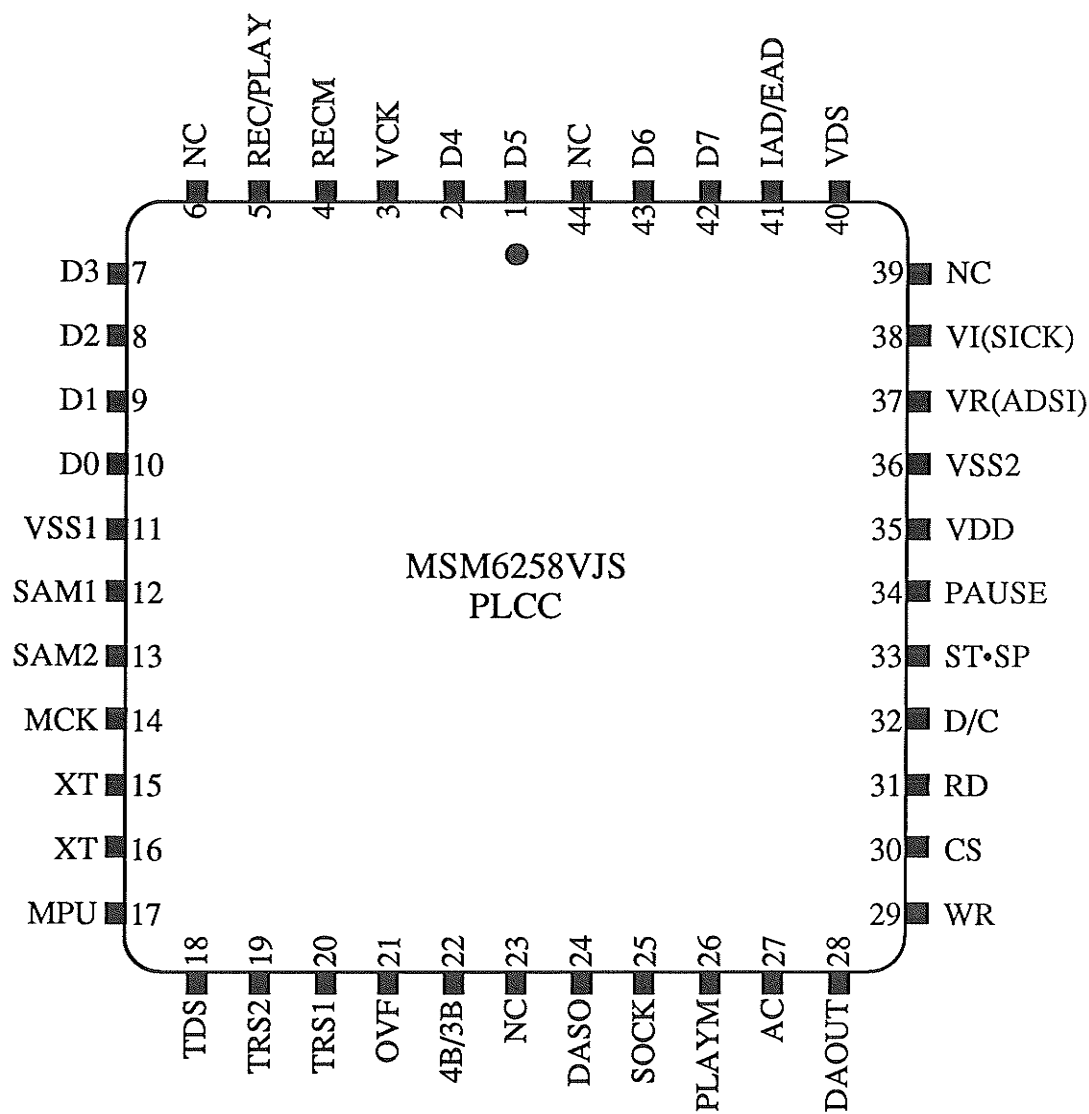 NC
REC/PLAY
RECM
VCK
D4
D5
NC
D6
D7
IAD/EAD
VDS
6
5
4
3
2
1
44
43
42
41
40
D3 7
D2 8
D1 9
D0 10
VSS1 11
SAM1 12
SAM2 13
MCK 14
XT 15
XT 16
MPU 17
MSM6258VJS
PLCC
39 NC
38 VI(SICK)
37 VR(ADSI)
36 VSS2
35 VDD
34 PAUSE
33 ST•SP
32 D/C
31 RD
30 CS
29 WR
18
19
20
21
22
23
24
25
26
27
28
TDS
TRS2
TRS1
OVF
4B/3B
NC
DASO
SOCK
PLAYM
AC
DAOUT